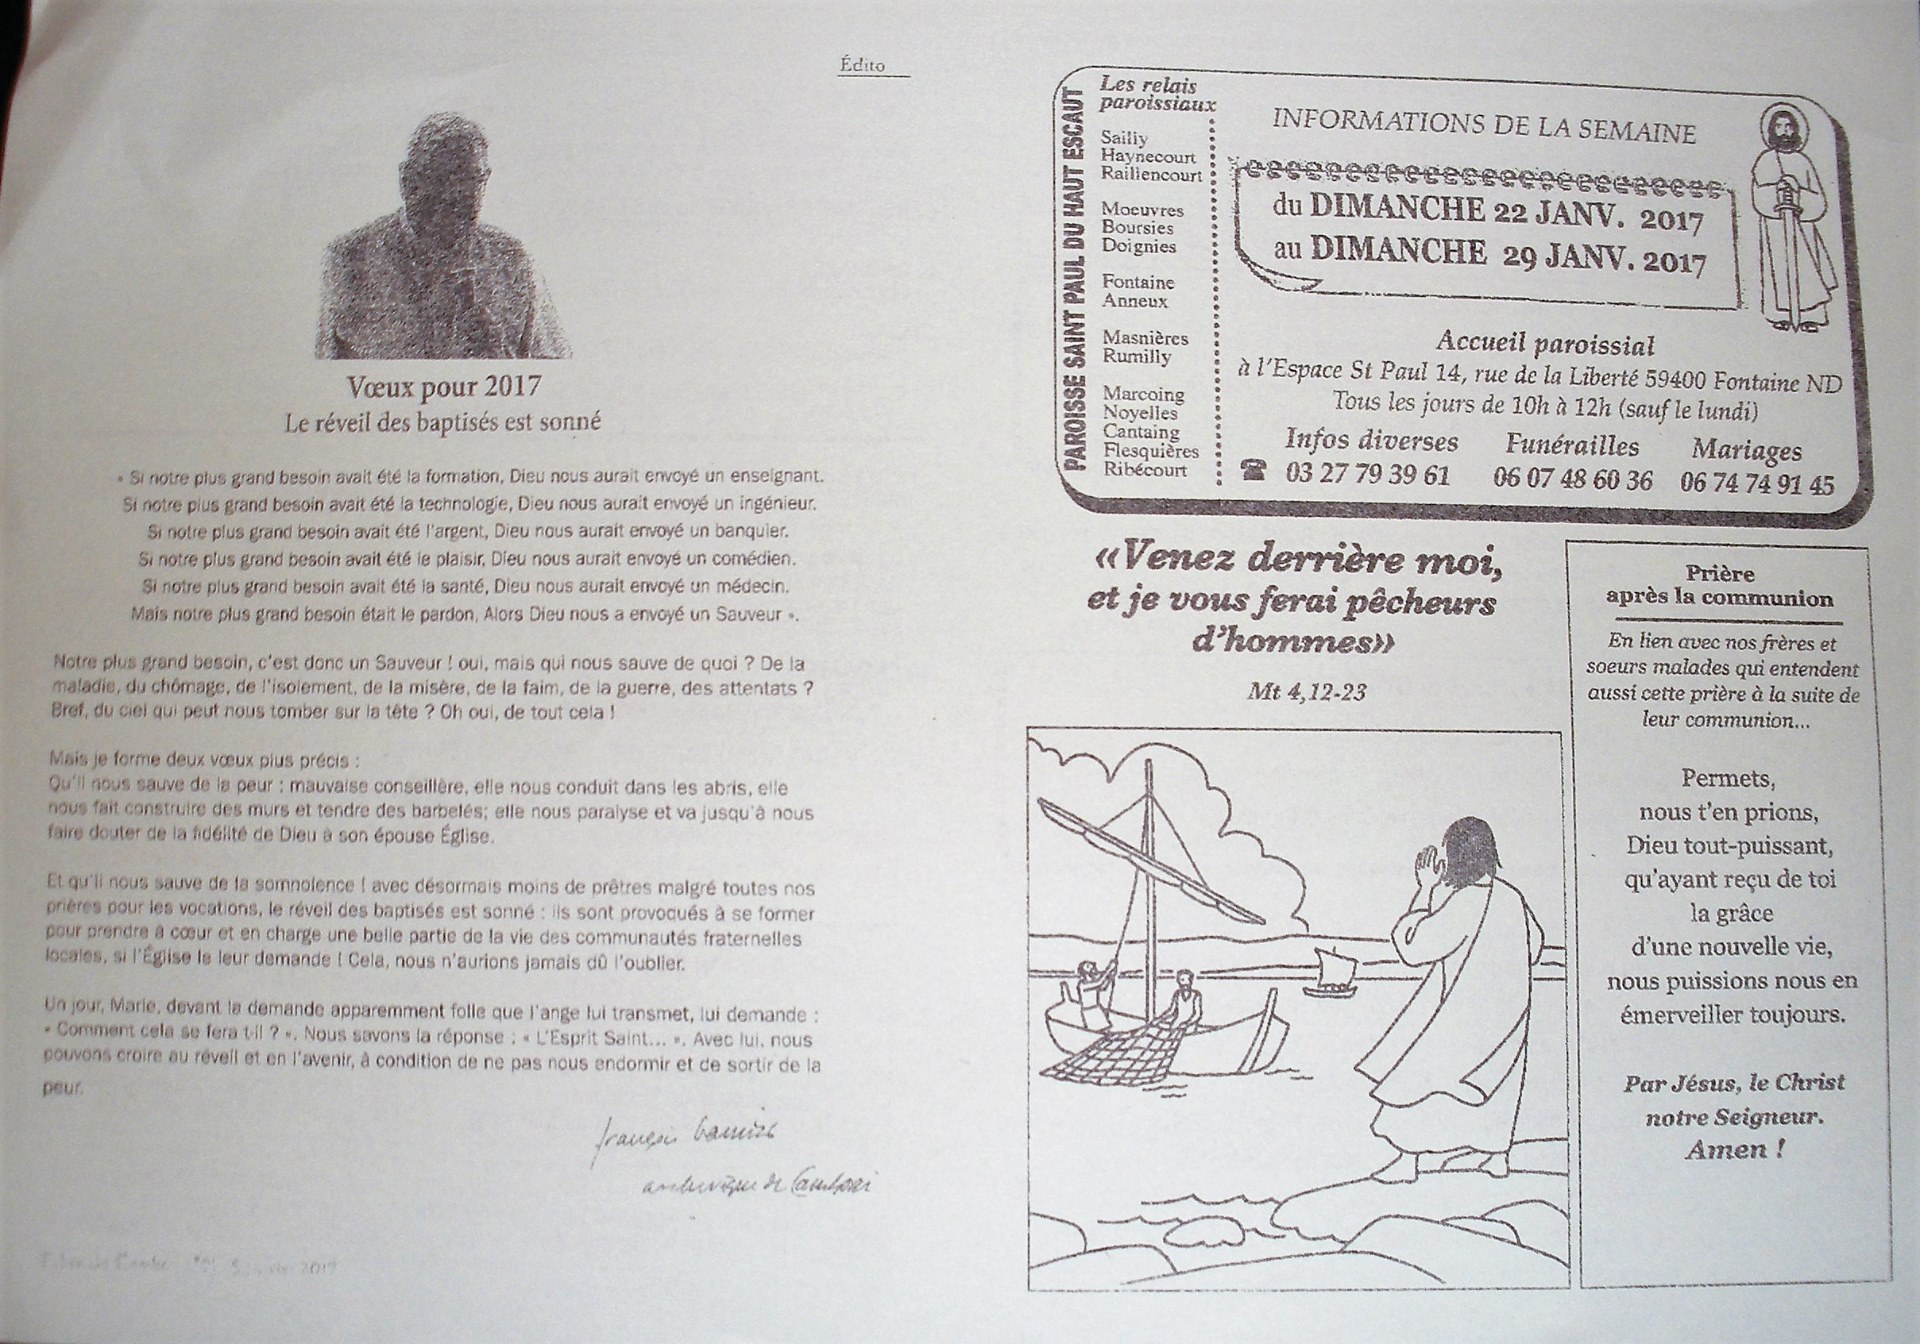 Édito
Vœux pour 2017
Le réveil des baptisés est sonné
« Si notre plus grand besoin avait été la formation, Dieu nous aurait envoyé un enseignant.
Si notre plus grand besoin avait été la technologie, Dieu nous aurait envoyé un ingénieur.
Si notre plus grand besoin avait été l'argent, Dieu nous aurait envoyé un banquier.
Si notre plus grand besoin avait été le plaisir, Dieu nous aurait envoyé un comédien.
Si notre plus grand besoin avait été la santé, Dieu nous aurait envoyé un médecin.
Mais notre plus grand besoin était le pardon, Alors Dieu nous a envoyé un Sauveur ».
Notre plus grand besoin, c'est donc un Sauveur ! oui, mais qui nous sauve de quoi ? De la
maladie, du chômage, de l'isolement, de la misère, de la faim, de la guerre, des attentats ?
Bref, du ciel qui peut nous tomber sur la tête ? Oh oui, de tout cela !
Mais je forme deux vœux plus précis :
Qu'il nous sauve de la peur : mauvaise conseillère, elle nous conduit dans les abris, elle
nous fait construire des murs et tendre des barbelés; elle nous paralyse et va jusqu'à nous
faire douter de la fidélité de Dieu à son épouse Église.
Et qu'il nous sauve de la somnolence ! avec désormais moins de prêtres malgré toutes nos
prières pour les vocations, le réveil des baptisés est sonné : ils sont provoqués à se former
pour prendre à cœur et en charge une belle partie de la vie des communautés fraternelles
locales, si l'Église le leur demande ! Cela, nous n'aurions jamais dû l'oublier.
Un jour, Marie, devant la demande apparemment folle que l'ange lui transmet, lui demande :
« Comment cela se fera t-il ? ». Nous savons la réponse : « L'Esprit Saint... ». Avec lui, nous
pouvons croire au réveil et en l'avenir, à condition de ne pas nous endormir et de sortir de la
peur.
françois Garnier
archevêque de Cambrai
2017
PAROISSE SAINT PAUL DU HAUT ESCAUT
Les relais
paroissiaux
Sailly
Haynecourt
Raillencourt
Moeuvres
Boursies
Doignies
Fontaine
Anneux
Masnières
Rumilly
Marcoing
Noyelles
Cantaing
Flesquières
Ribécourt
INFORMATIONS DE LA SEMAINE
du DIMANCHE 22 JANV. 2017
au DIMANCHE 29 JANV. 2017
Accueil paroissial
à l'Espace St Paul 14, rue de la Liberté 59400 Fontaine ND
Tous les jours de 10h à 12h (sauf le lundi)
Infos diverses Funérailles Mariages
☎ 03 27 79 39 61 06 07 48 60 36 06 74 74 91 45
«Venez derrière moi,
et je vous ferai pêcheurs
d'hommes»
Mt 4,12-23
Prière
après la communion
En lien avec nos frères et
soeurs malades qui entendent
aussi cette prière à la suite de
leur communion...
Permets,
nous t'en prions,
Dieu tout-puissant,
qu'ayant reçu de toi
la grâce
d'une nouvelle vie,
nous puissions nous en
émerveiller toujours.
Par Jésus, le Christ
notre Seigneur.
Amen !